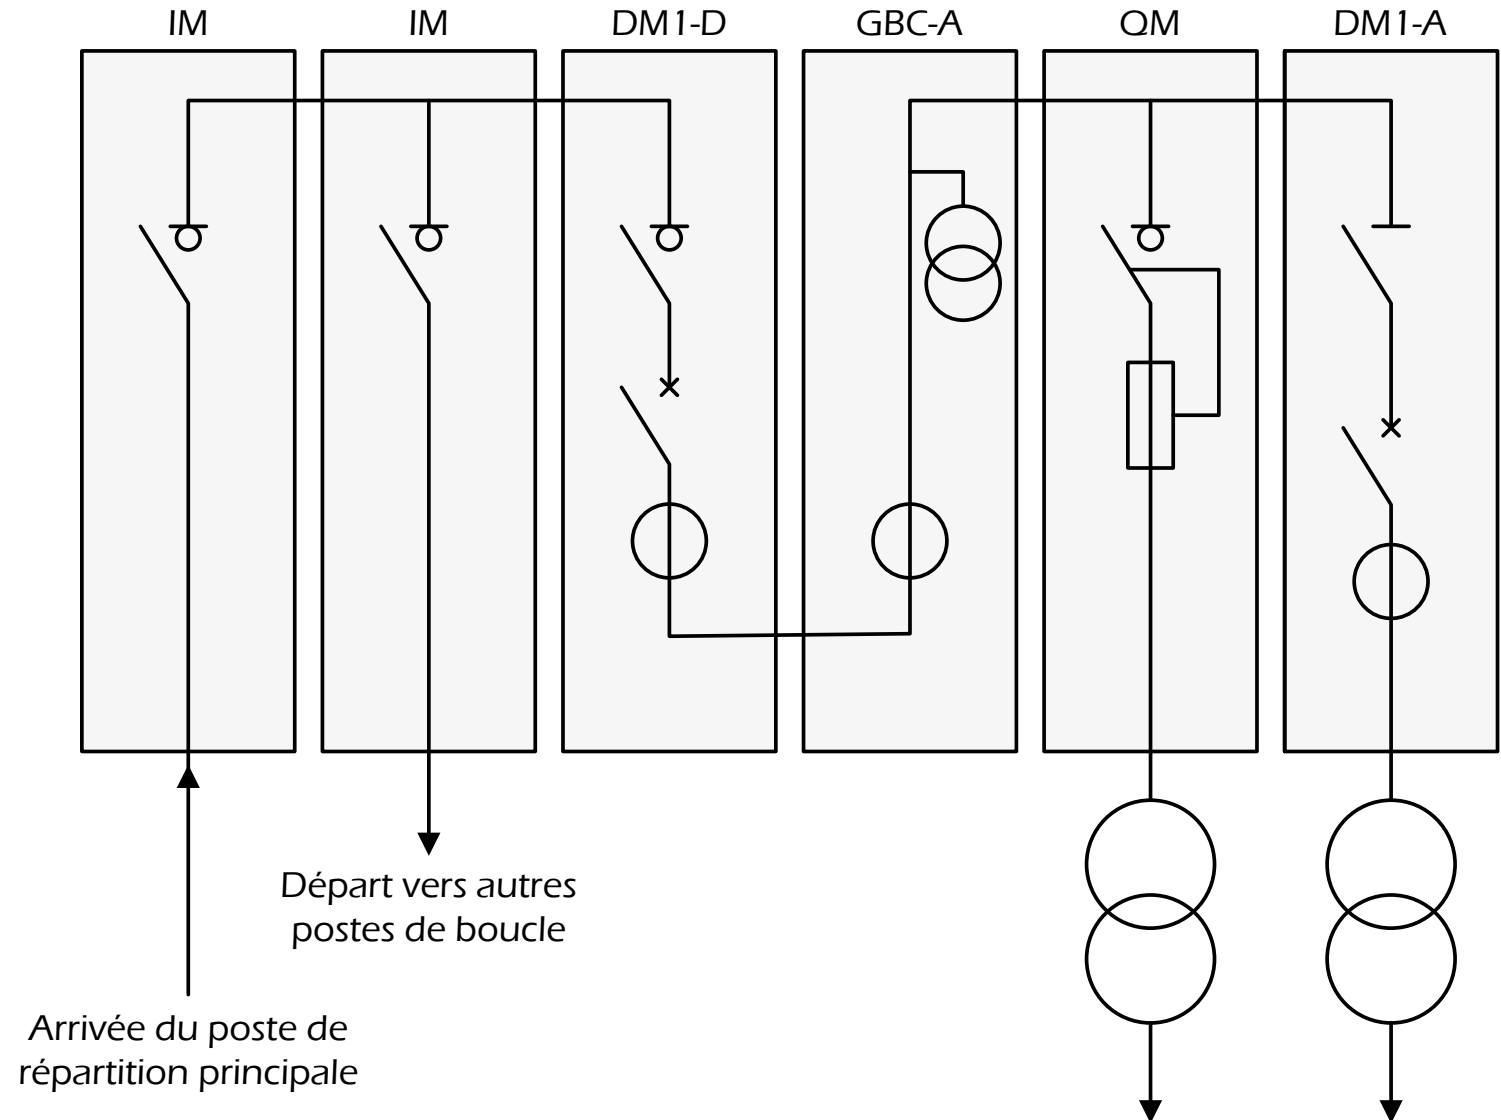 IM
IM
DM1-D
GBC-A
QM
DM1-A
Départ vers autres
postes de boucle
Arrivée du poste de
répartition principale